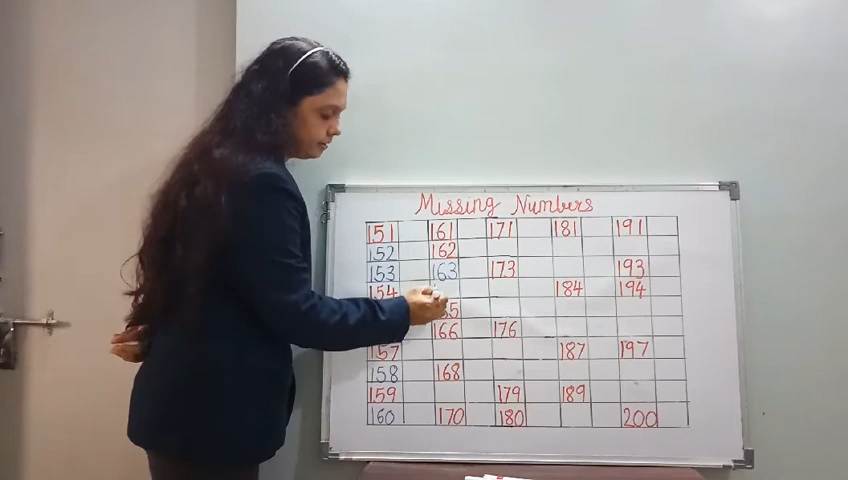 Missing Numbers
151 161 171 181 191
152 162
153 163 173 193
154 184 194
166 176
157 187 197
158 168
159 179 189
160 170 180 200